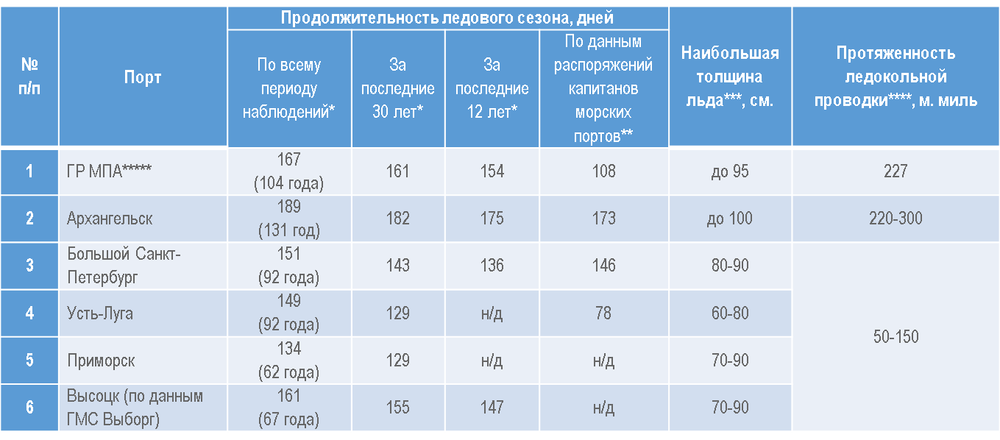 №
п/п
Порт
Продолжительность ледового сезона, дней
По всему
периоду
наблюдений*
За
последние
30 лет*
За
последние
12 лет*
По данным
распоряжений
капитанов
морских
портов**
Наибольшая
толщина
льда***, см.
Протяженность
ледокольной
проводки****, м. миль
1
ГР МПА*****
167
(104 года)
161
154
108
до 95
227
2
Архангельск
189
(131 год)
182
175
173
до 100
220-300
3
Большой Санкт-
Петербург
151
(92 года)
143
136
146
80-90
4
Усть-Луга
149
(92 года)
129
н/д
78
60-80
50-150
5
Приморск
134
(62 года)
129
н/д
н/д
70-90
6
Высоцк (по данным
ГМС Выборг)
161
(67 года)
155
147
н/д
70-90